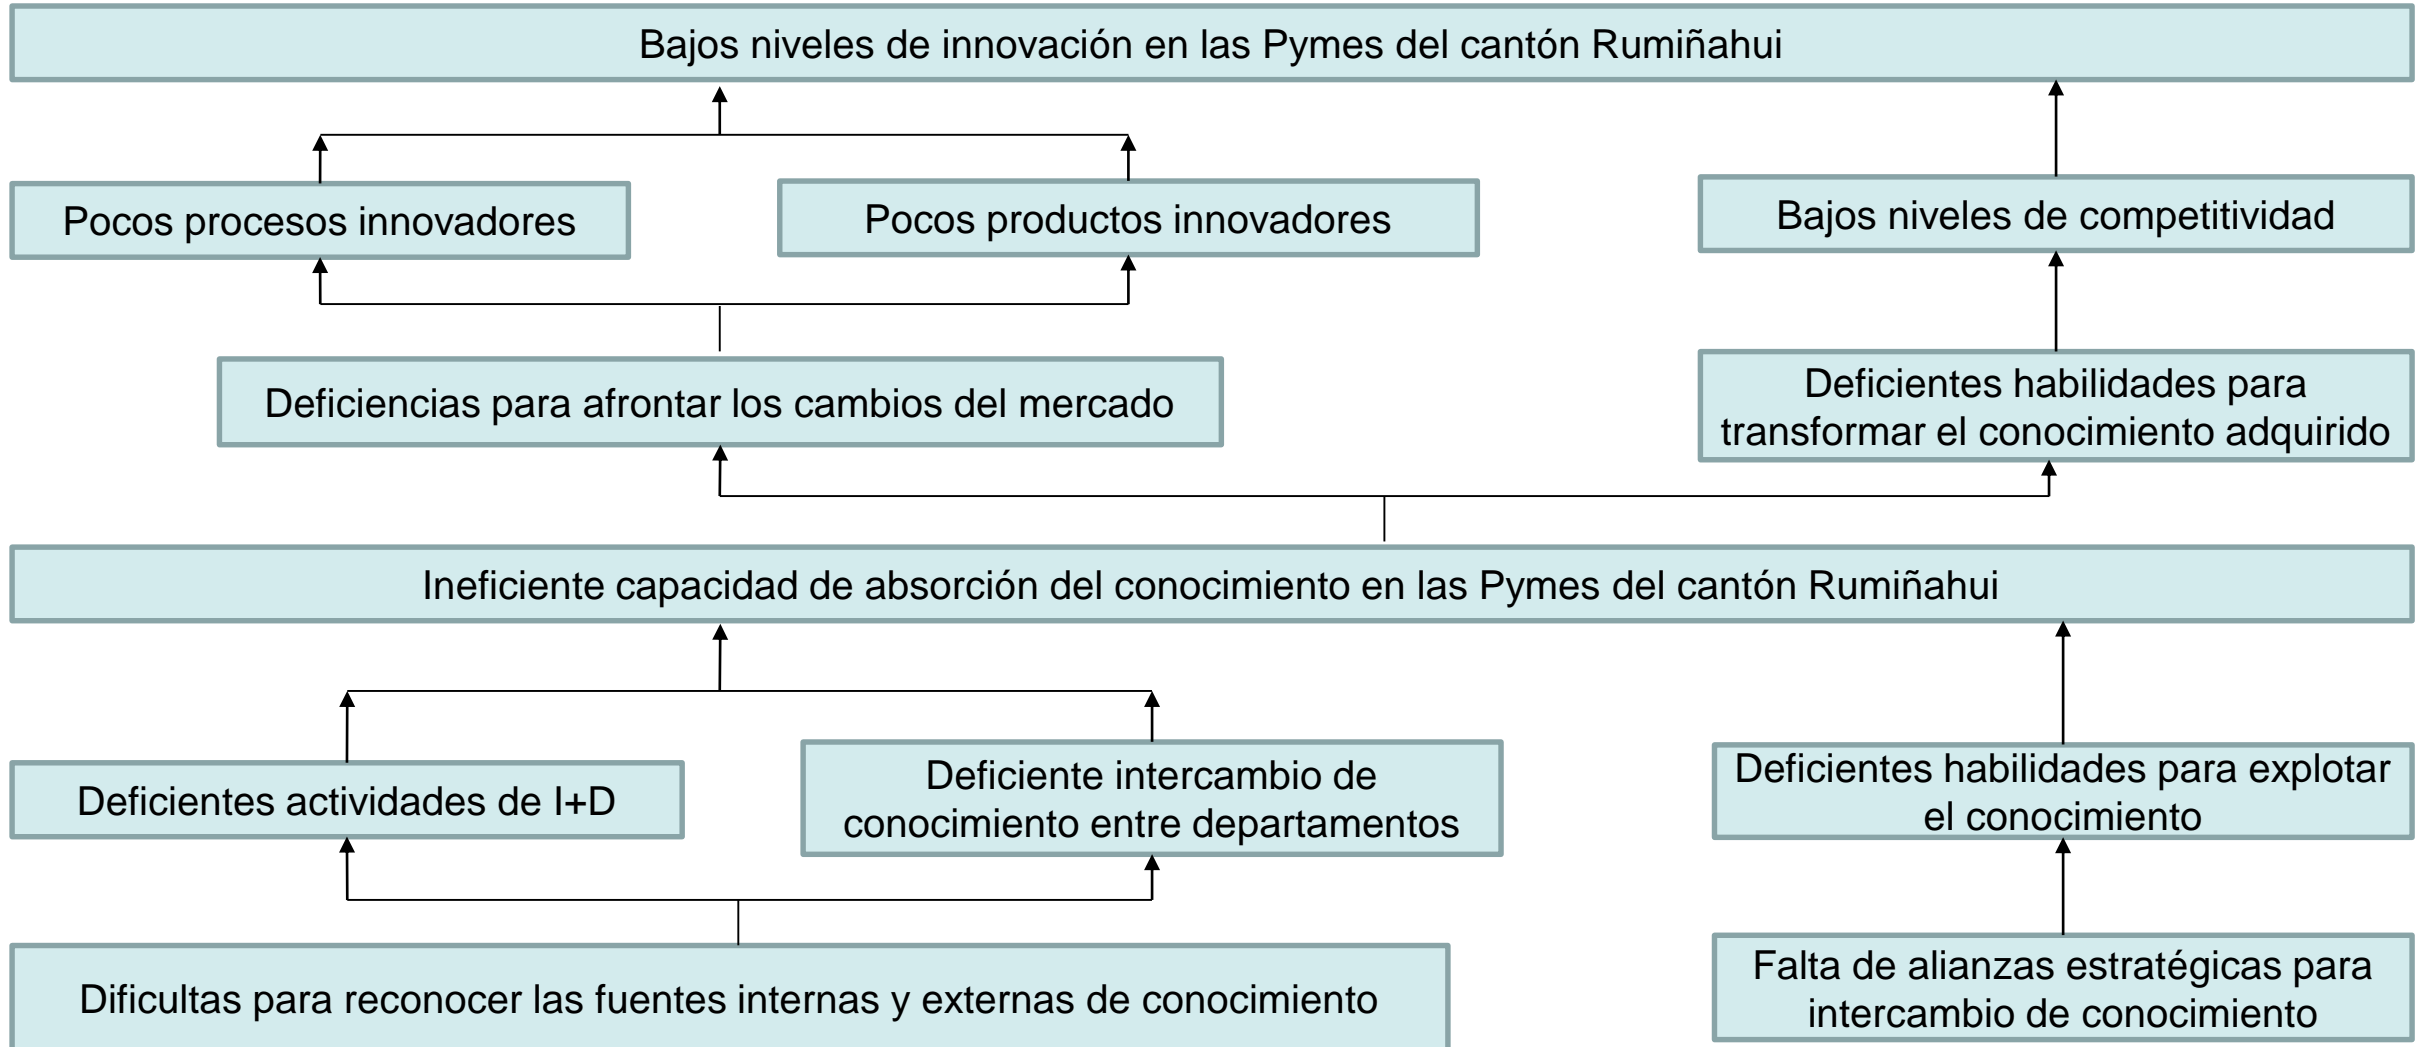 Bajos niveles de innovación en las Pymes del cantón Rumiñahui
Pocos procesos innovadores
Pocos productos innovadores
Bajos niveles de competitividad
Deficiencias para afrontar los cambios del mercado
Deficientes habilidades para
transformar el conocimiento adquirido
Ineficiente capacidad de absorción del conocimiento en las Pymes del cantón Rumiñahui
Deficientes actividades de I+D
Deficiente intercambio de
conocimiento entre departamentos
Deficientes habilidades para explotar
el conocimiento
Dificultas para reconocer las fuentes internas y externas de conocimiento
Falta de alianzas estratégicas para
intercambio de conocimiento